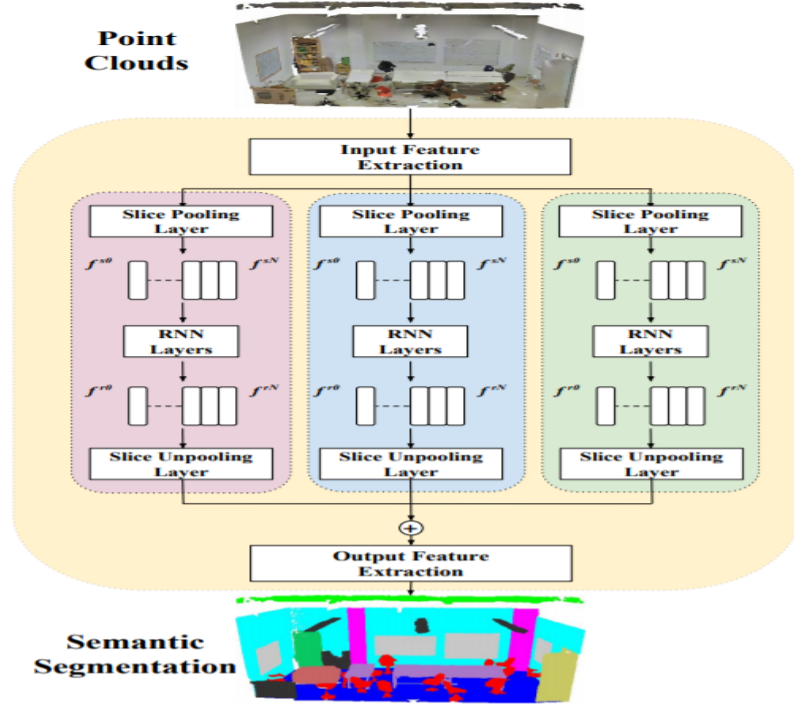 Point
Clouds
Input Feature
Extraction
Slice Pooling
Layer
Slice Pooling
Layer
Slice Pooling
Layer
f^{s0}
f^{sN}
f^{s0}
f^{sN}
f^{s0}
f^{sN}
RNN
Layers
RNN
Layers
RNN
Layers
f^{r0}
f^{rN}
f^{r0}
f^{rN}
f^{r0}
f^{rN}
Slice Unpooling
Layer
Slice Unpooling
Layer
Slice Unpooling
Layer
+
Output Feature
Extraction
Semantic
Segmentation